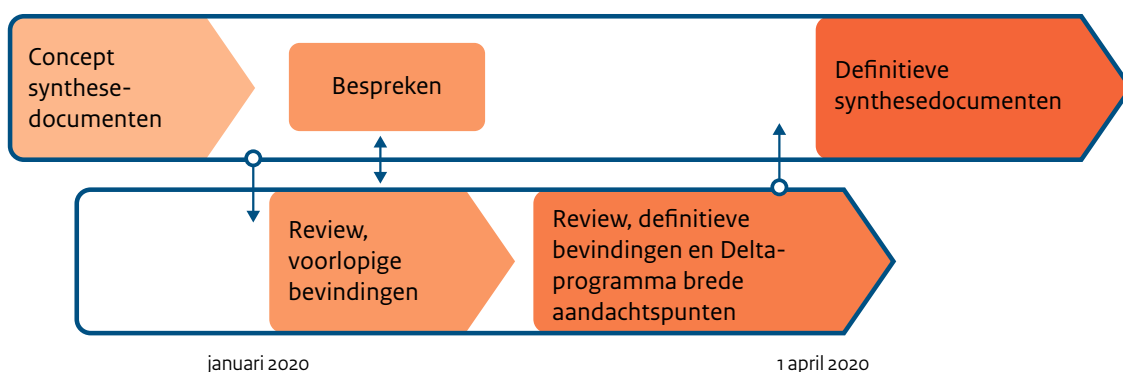 Concept
synthese-
documenten
Bespreken
Definitieve
synthesedocumenten
Review,
voorlopige
bevindingen
Review, definitieve
bevindingen en Delta-
programma brede
aandachtspunten
januari 2020
1 april 2020